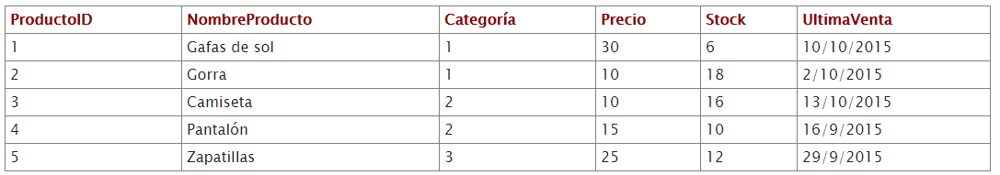 ProductoID NombreProducto Categoría Precio Stock UltimaVenta
1 Gafas de sol 1 30 6 10/10/2015
2 Gorra 1 10 18 2/10/2015
3 Camiseta 2 10 16 13/10/2015
4 Pantalón 2 15 10 16/9/2015
5 Zapatillas 3 25 12 29/9/2015